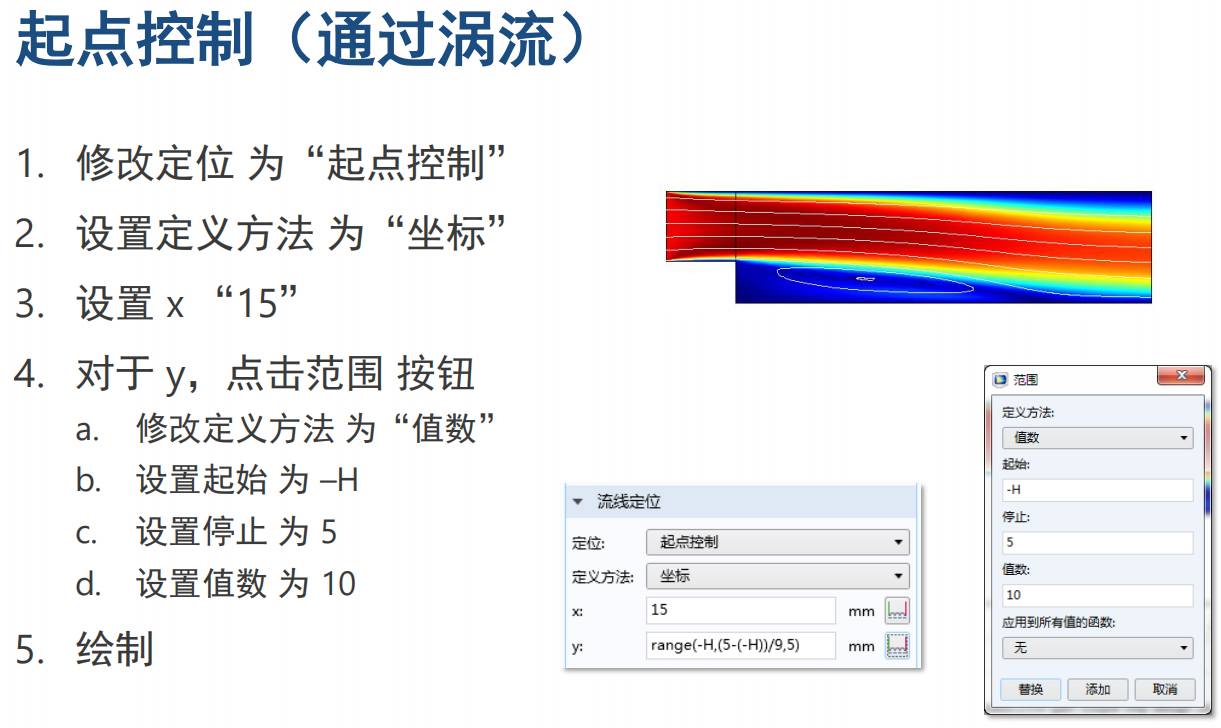 起点控制（通过涡流）
1. 修改定位 为“起点控制”
2. 设置定义方法 为“坐标”
3. 设置 x “15”
4. 对于 y，点击范围 按钮
a. 修改定义方法 为“值数”
b. 设置起始 为 –H
c. 设置停止 为 5
d. 设置值数 为 10
5. 绘制
流线定位
定位: 起点控制
定义方法: 坐标
x: 15 mm
y: range(-H,(5-(-H))/9,5) mm
范围
定义方法:
值数
起始:
-H
停止:
5
值数:
10
应用到所有值的函数:
无
替换 添加 取消